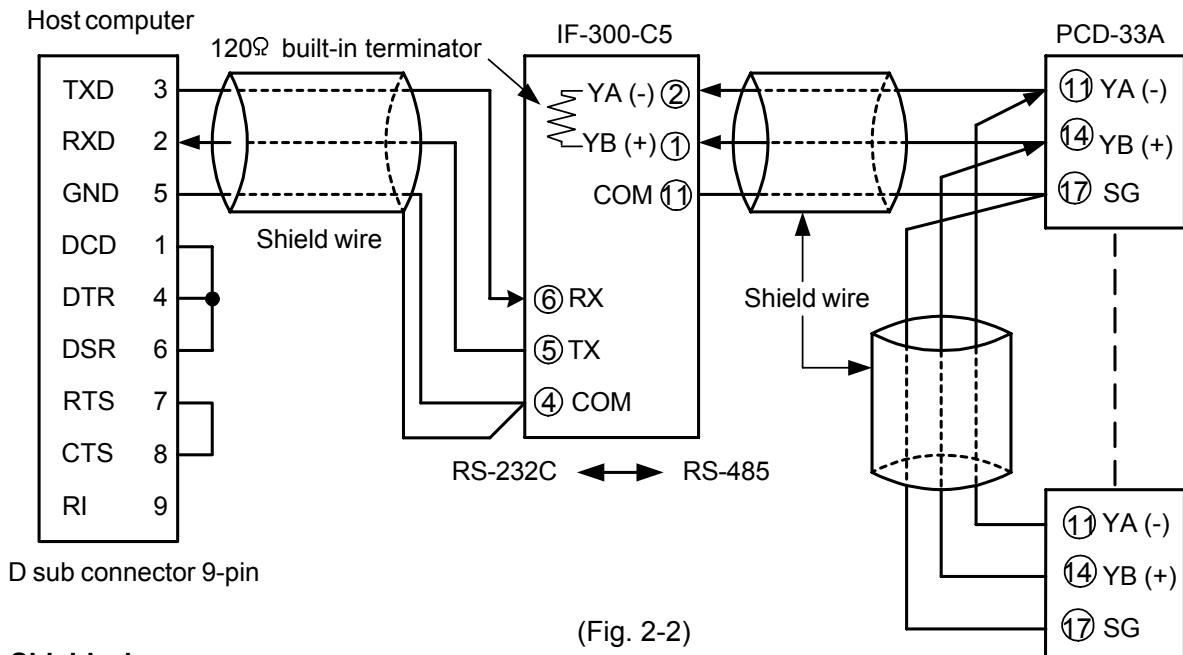 Host computer
TXD 3
RXD 2
GND 5
DCD 1
DTR 4
DSR 6
RTS 7
CTS 8
RI 9
D sub connector 9-pin
120Ω built-in terminator
Shield wire
IF-300-C5
YA (-) ②
YB (+) ①
COM ⑪
⑥ RX
⑤ TX
④ COM
RS-232C
RS-485
Shield wire
PCD-33A
⑪ YA (-)
⑭ YB (+)
⑰ SG
⑪ YA (-)
⑭ YB (+)
⑰ SG
(Fig. 2-2)